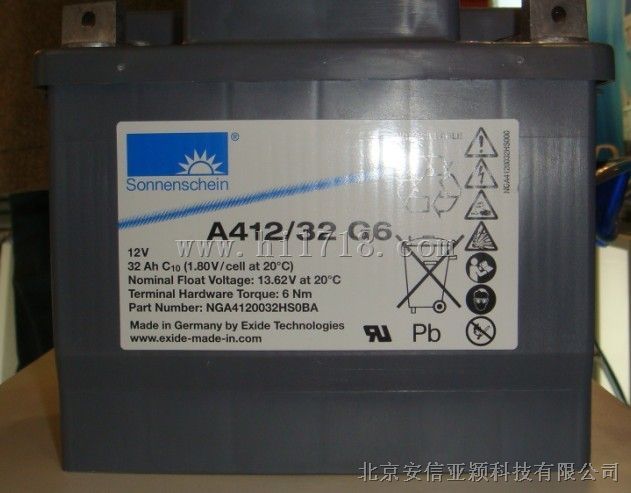 Sonnenschein
®
A412/32 G6
12V
32 Ah C10 (1.80V/cell at 20°C)
Nominal Float Voltage: 13.62V at 20°C
Terminal Hardware Torque: 6 Nm
Part Number: NGA4120032HS0BA
Made in Germany by Exide Technologies
www.exide-made-in.com
Pb
NGA4120032HS000
www.h11718.com
北京安信亚颖科技有限公司